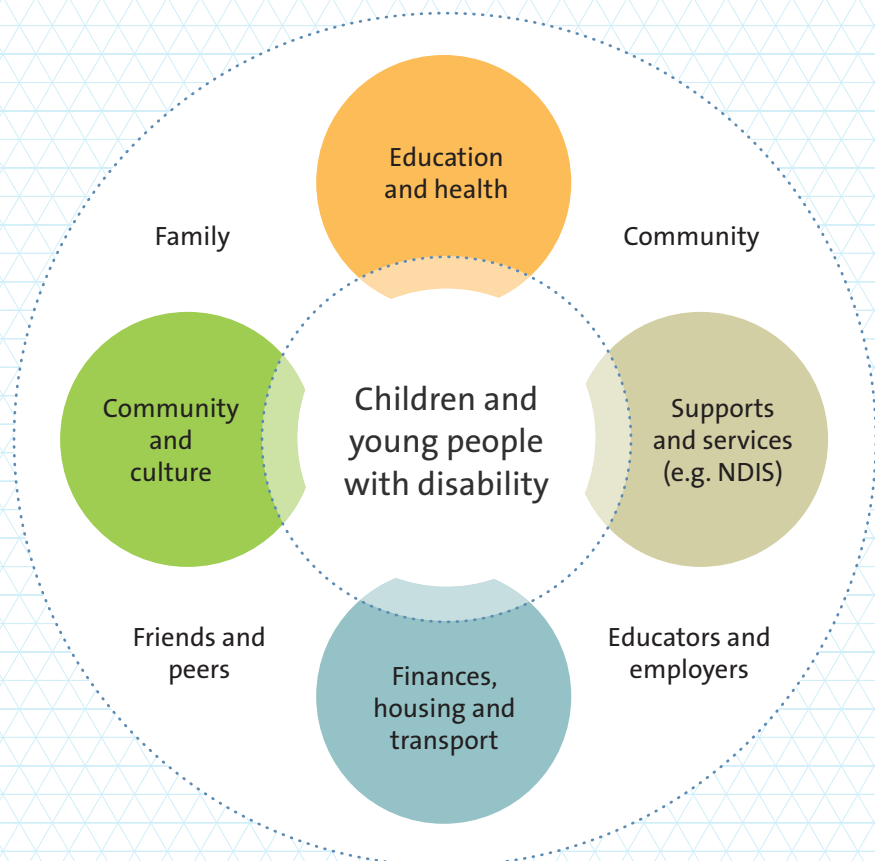 Education
and health
Family
Community
Community
and
culture
Children and
young people
with disability
Supports
and services
(e.g. NDIS)
Friends and
peers
Educators and
employers
Finances,
housing and
transport